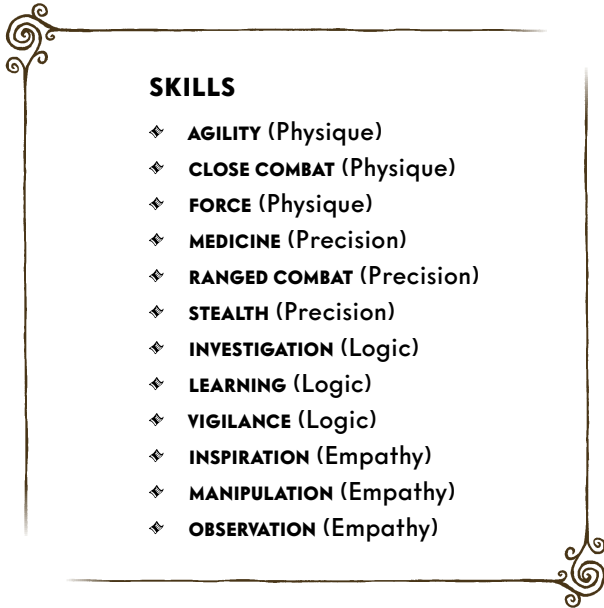 SKILLS
AGILITY (Physique)
CLOSE COMBAT (Physique)
FORCE (Physique)
MEDICINE (Precision)
RANGED COMBAT (Precision)
STEALTH (Precision)
INVESTIGATION (Logic)
LEARNING (Logic)
VIGILANCE (Logic)
INSPIRATION (Empathy)
MANIPULATION (Empathy)
OBSERVATION (Empathy)